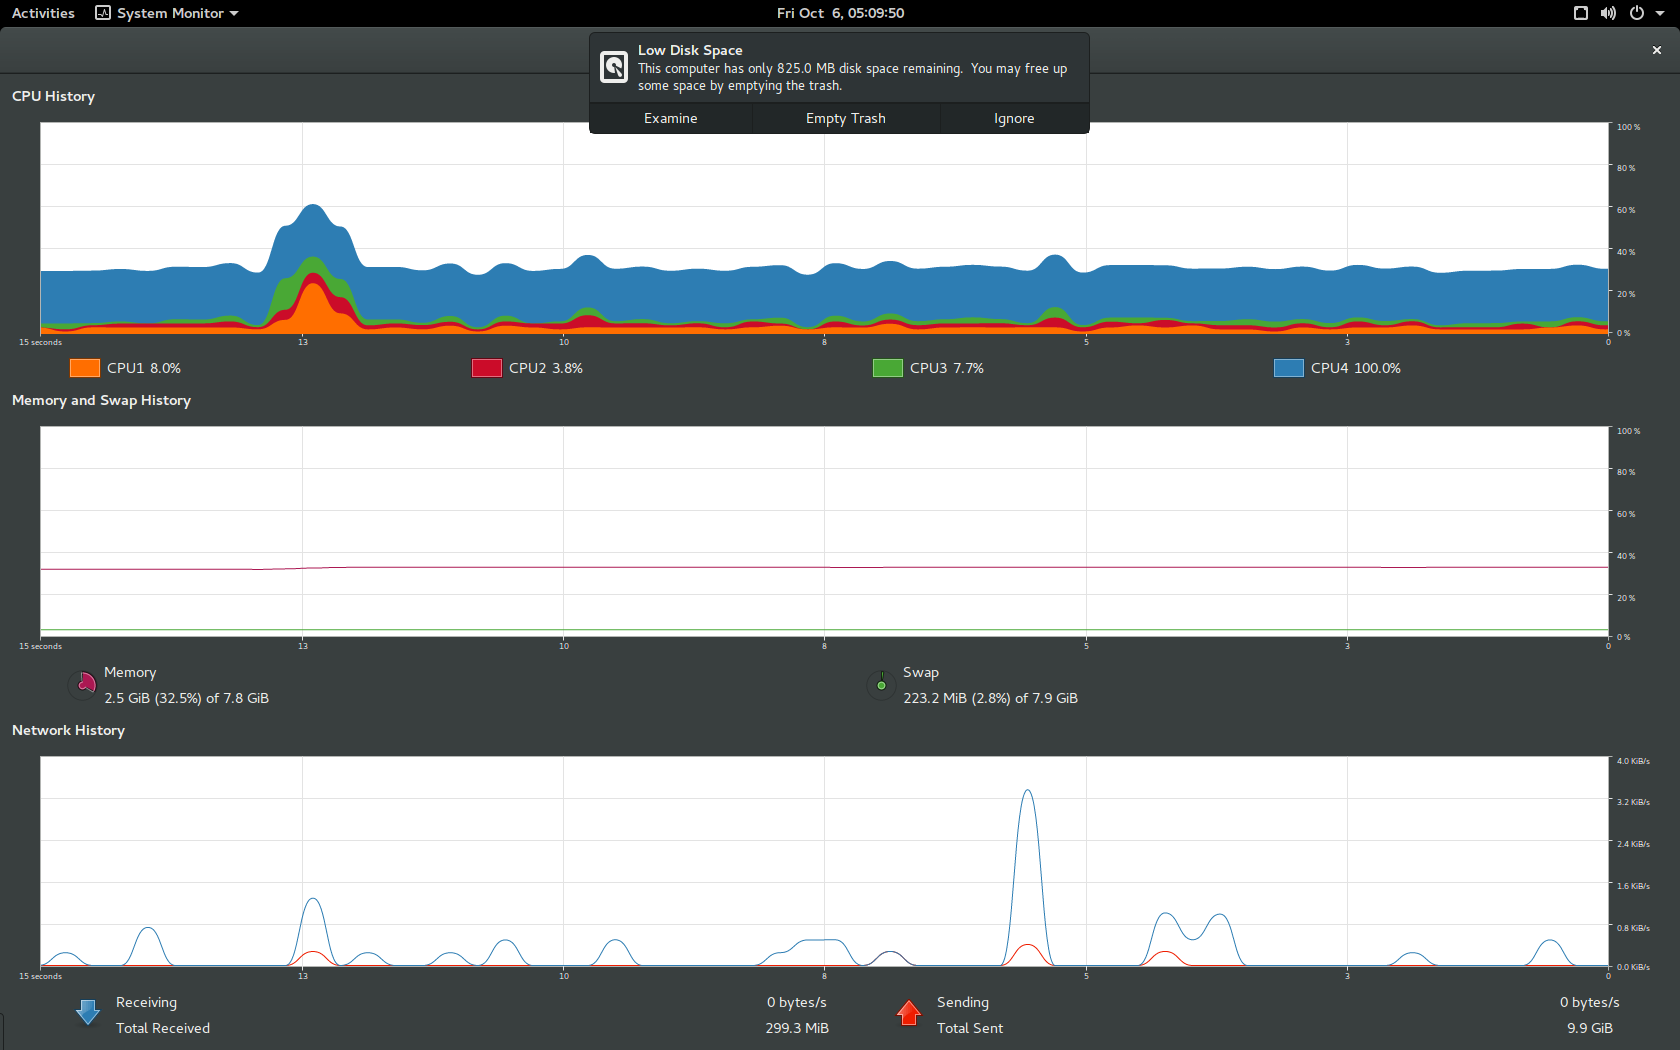 Activities System Monitor Fri Oct 6, 05:09:50
Low Disk Space
This computer has only 825.0 MB disk space remaining. You may free up
some space by emptying the trash.
Examine Empty Trash Ignore
CPU History
100 %
80 %
60 %
40 %
20 %
0 %
15 seconds 13 10 8 5 3 0
CPU1 8.0% CPU2 3.8% CPU3 7.7% CPU4 100.0%
Memory and Swap History
100 %
80 %
60 %
40 %
20 %
0 %
15 seconds 13 10 8 5 3 0
Memory Swap
2.5 GiB (32.5%) of 7.8 GiB 223.2 MiB (2.8%) of 7.9 GiB
Network History
4.0 KiB/s
3.2 KiB/s
2.4 KiB/s
1.6 KiB/s
0.8 KiB/s
0.0 KiB/s
15 seconds 13 10 8 5 3 0
Receiving 0 bytes/s Sending 0 bytes/s
Total Received 299.3 MiB Total Sent 9.9 GiB